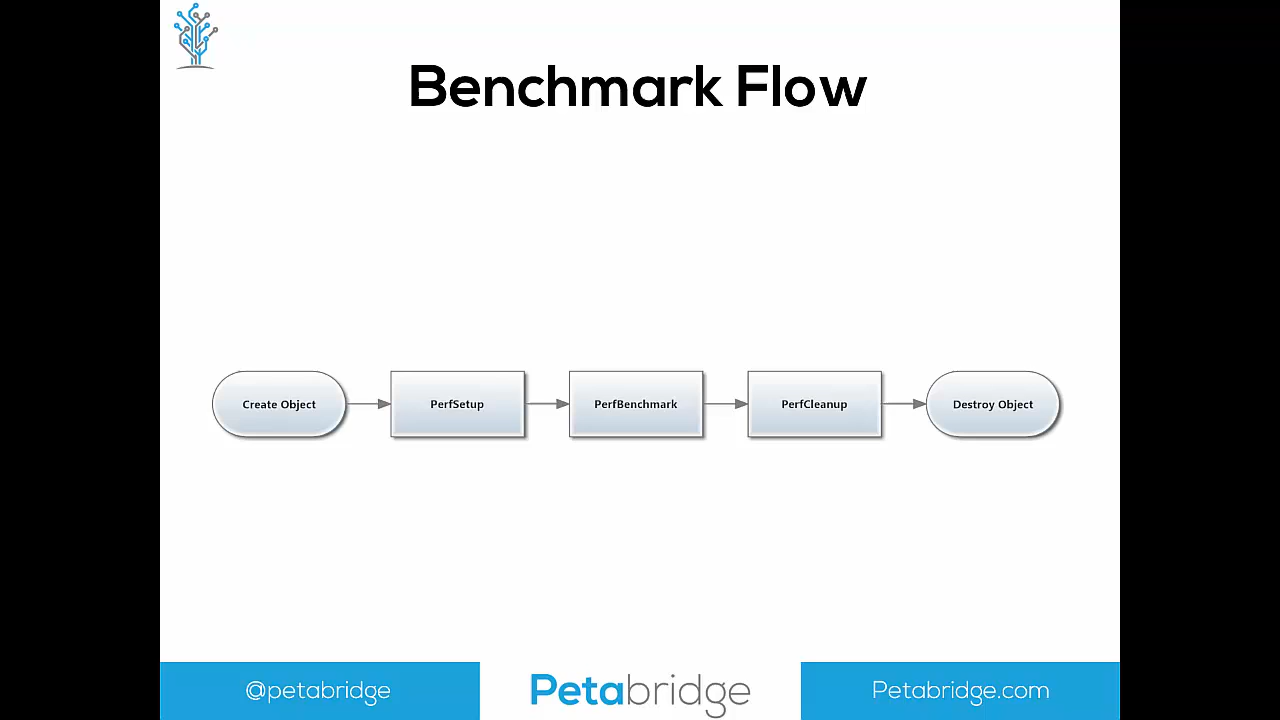 Benchmark Flow
Create Object
PerfSetup
PerfBenchmark
PerfCleanup
Destroy Object
@petabridge
Petabridge
Petabridge.com